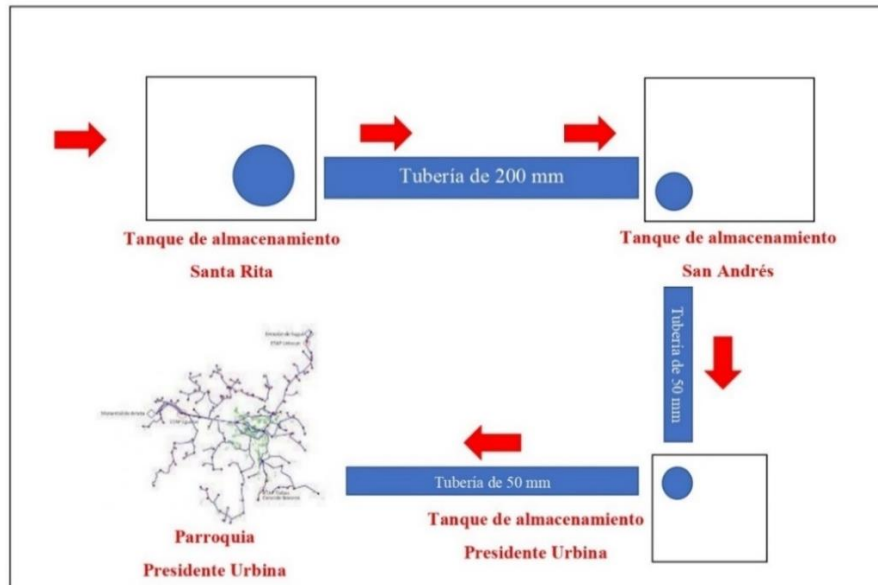 Tubería de 200 mm
Tanque de almacenamiento
Santa Rita
Tanque de almacenamiento
San Andrés
Tubería de 50 mm
Tubería de 50 mm
Tanque de almacenamiento
Presidente Urbina
Parroquia
Presidente Urbina